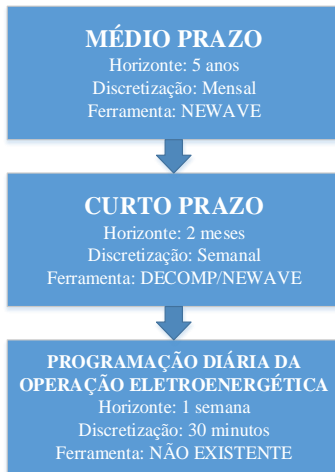 MÉDIO PRAZO
Horizonte: 5 anos
Discretização: Mensal
Ferramenta: NEWAVE
CURTO PRAZO
Horizonte: 2 meses
Discretização: Semanal
Ferramenta: DECOMP/NEWAVE
PROGRAMAÇÃO DIÁRIA DA
OPERAÇÃO ELETROENERGÉTICA
Horizonte: 1 semana
Discretização: 30 minutos
Ferramenta: NÃO EXISTENTE